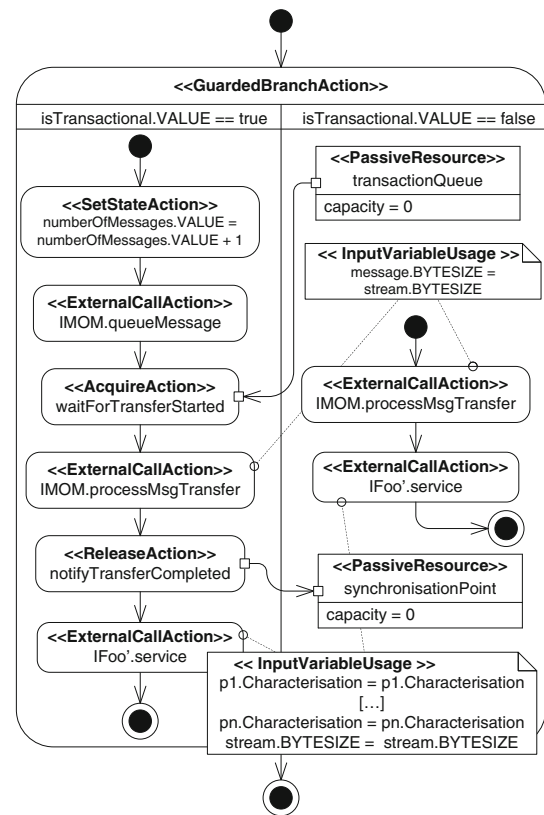 <<GuardedBranchAction>>
isTransactional.VALUE == true
isTransactional.VALUE == false
<<SetStateAction>>
numberOfMessages.VALUE =
numberOfMessages.VALUE + 1
<<ExternalCallAction>>
IMOM.queueMessage
<<AcquireAction>>
waitForTransferStarted
<<ExternalCallAction>>
IMOM.processMsgTransfer
<<ReleaseAction>>
notifyTransferCompleted
<<ExternalCallAction>>
IFoo'.service
<<PassiveResource>>
transactionQueue
capacity = 0
<< InputVariableUsage >>
message.BYTESIZE =
stream.BYTESIZE
<<ExternalCallAction>>
IMOM.processMsgTransfer
<<ExternalCallAction>>
IFoo'.service
<<PassiveResource>>
synchronisationPoint
capacity = 0
<< InputVariableUsage >>
p1.Characterisation = p1.Characterisation
[...]
pn.Characterisation = pn.Characterisation
stream.BYTESIZE = stream.BYTESIZE